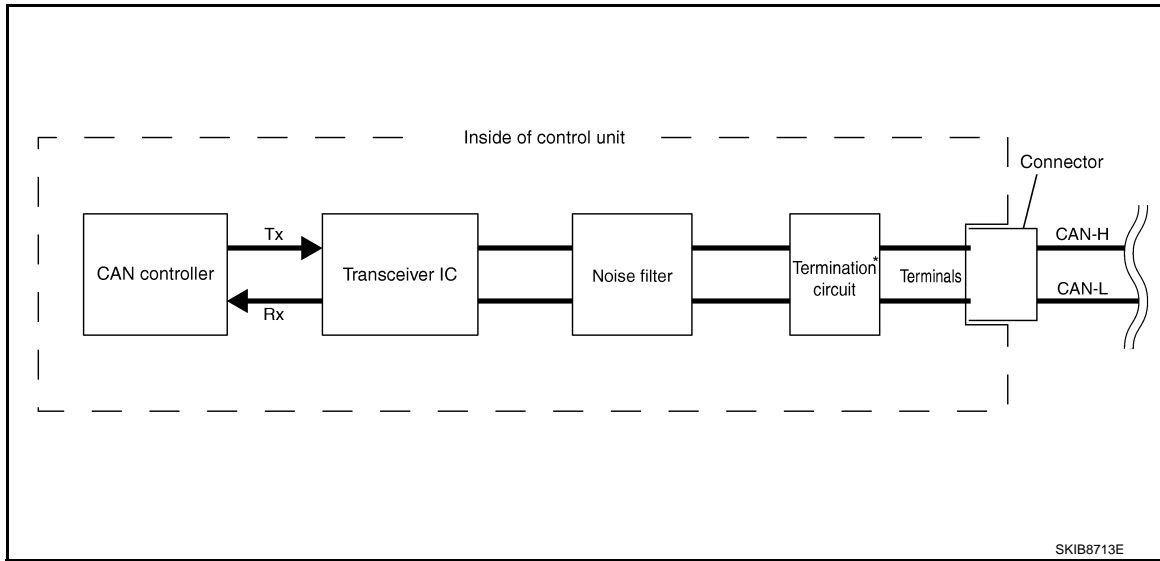 Inside of control unit
Connector
CAN controller
Tx
Rx
Transceiver IC
Noise filter
Termination*
circuit
Terminals
CAN-H
CAN-L
SKIB8713E